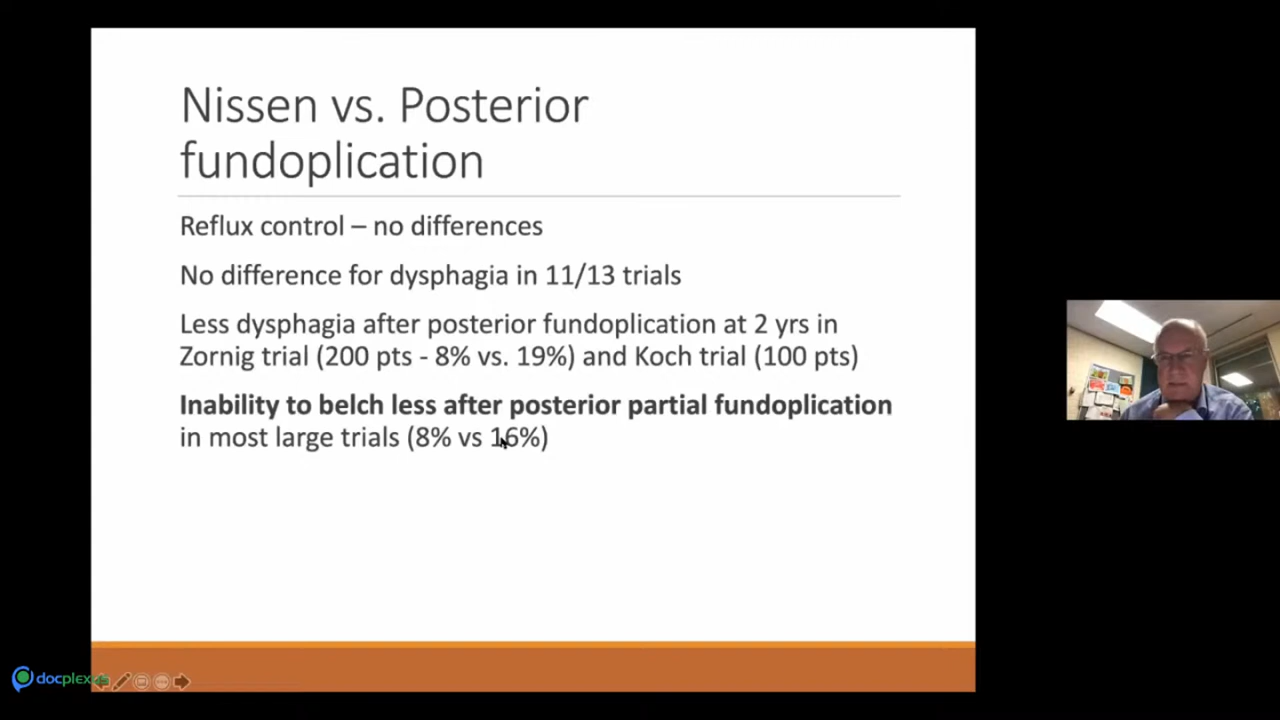 Nissen vs. Posterior
fundoplication
Reflux control – no differences
No difference for dysphagia in 11/13 trials
Less dysphagia after posterior fundoplication at 2 yrs in
Zornig trial (200 pts - 8% vs. 19%) and Koch trial (100 pts)
Inability to belch less after posterior partial fundoplication
in most large trials (8% vs 16%)
docplexus